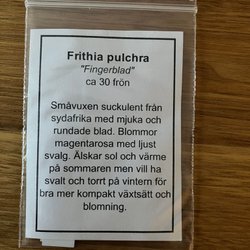 Frithia pulchra
"Fingerblad"
ca 30 frön
Småvuxen suckulent från
sydafrika med mjuka och
rundade blad. Blommor
magentarosa med ljust
svalg. Älskar sol och värme
på sommaren men vill ha
svalt och torrt på vintern för
bra mer kompakt växtsätt och
blomning.